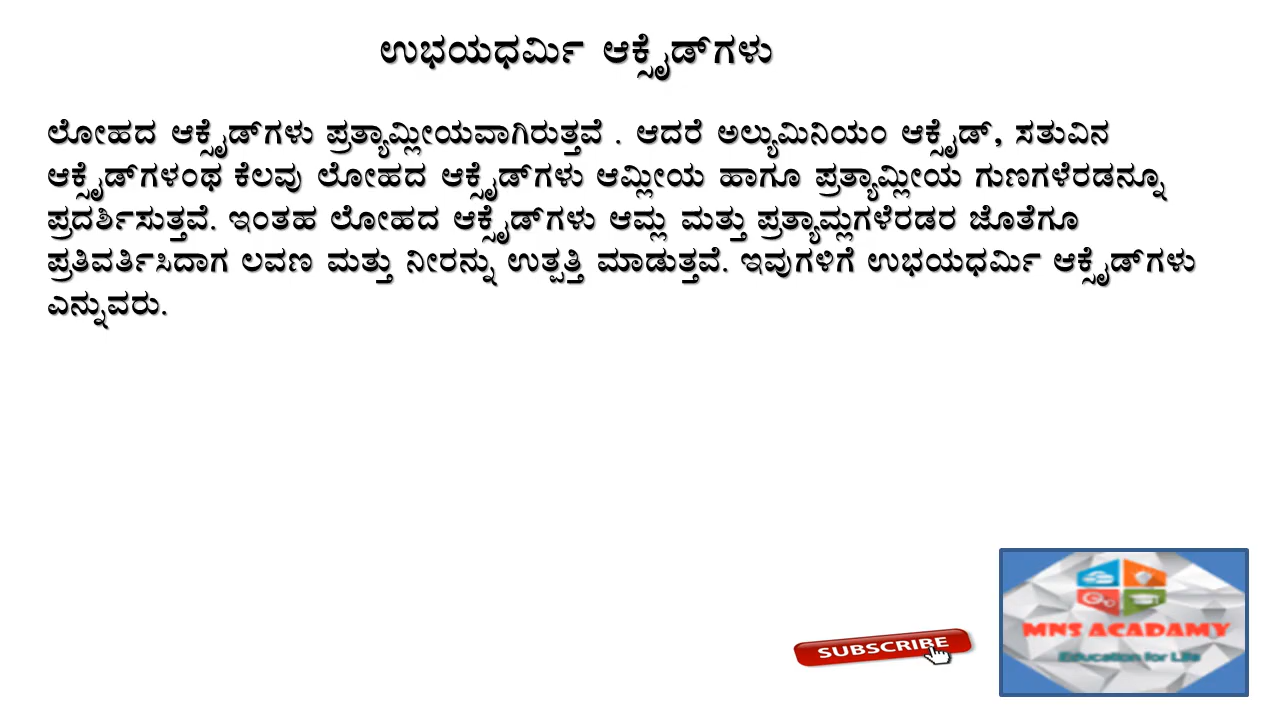 ಉಭಯಧರ್ಮಿ ಆಕ್ಸೈಡ್‌ಗಳು
ಲೋಹದ ಆಕ್ಸೈಡ್‌ಗಳು ಪ್ರತ್ಯಾಮ್ಲೀಯವಾಗಿರುತ್ತವೆ . ಆದರೆ ಅಲ್ಯುಮಿನಿಯಂ ಆಕ್ಸೈಡ್, ಸತುವಿನ
ಆಕ್ಸೈಡ್‌ಗಳಂಥ ಕೆಲವು ಲೋಹದ ಆಕ್ಸೈಡ್‌ಗಳು ಆಮ್ಲೀಯ ಹಾಗೂ ಪ್ರತ್ಯಾಮ್ಲೀಯ ಗುಣಗಳೆರಡನ್ನೂ
ಪ್ರದರ್ಶಿಸುತ್ತವೆ. ಇಂತಹ ಲೋಹದ ಆಕ್ಸೈಡ್‌ಗಳು ಆಮ್ಲ ಮತ್ತು ಪ್ರತ್ಯಾಮ್ಲಗಳೆರಡರ ಜೊತೆಗೂ
ಪ್ರತಿವರ್ತಿಸಿದಾಗ ಲವಣ ಮತ್ತು ನೀರನ್ನು ಉತ್ಪತ್ತಿ ಮಾಡುತ್ತವೆ. ಇವುಗಳಿಗೆ ಉಭಯಧರ್ಮಿ ಆಕ್ಸೈಡ್‌ಗಳು
ಎನ್ನುವರು.
SUBSCRIBE
MNS ACADAMY
Education for Life